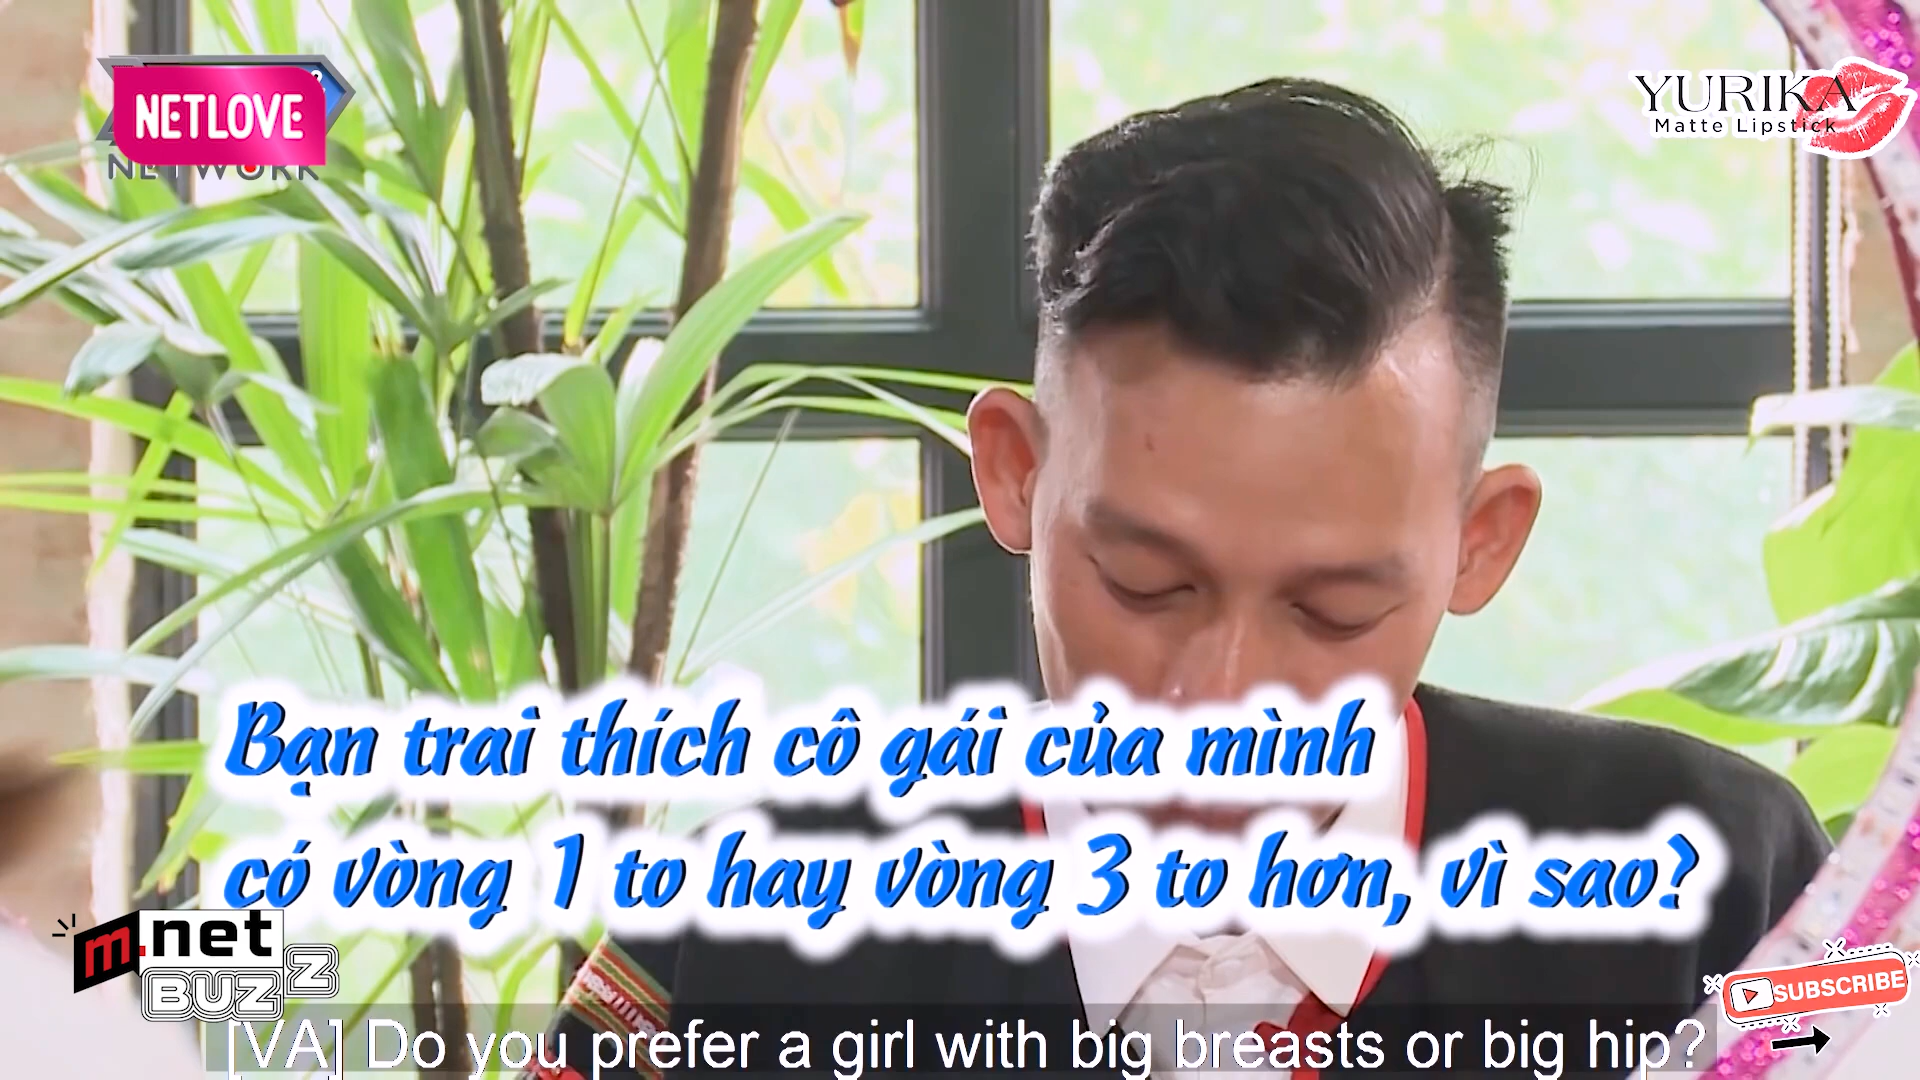 NETLOVE
NETWORK
YURIKA
Matte Lipstick
Bạn trai thích cô gái của mình
có vòng 1 to hay vòng 3 to hơn, vì sao?
m.net
BUZZ
SUBSCRIBE
[VA] Do you prefer a girl with big breasts or big hip?